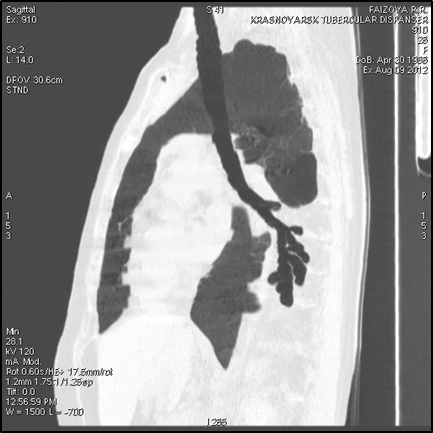 Sagittal
Ex: 910
Se:2
L: 14.0
DFOV 30.6cm
STND
S 41
FAIZOVA R.R.
KRASNOYARSK TUBERCULAR DISPANSER
910
28
F
DoB: Apr 30 1985
Ex:Aug 09 2012
A
1
5
3
P
1
5
3
Min
28.1
kV 120
mA Mod.
Rot 0.60s/HE+ 17.5mm/rot
1.2mm 1.75:1/1.25sp
Tilt: 0.0
12:56:59 PM
W = 1500 L = -700
I 265